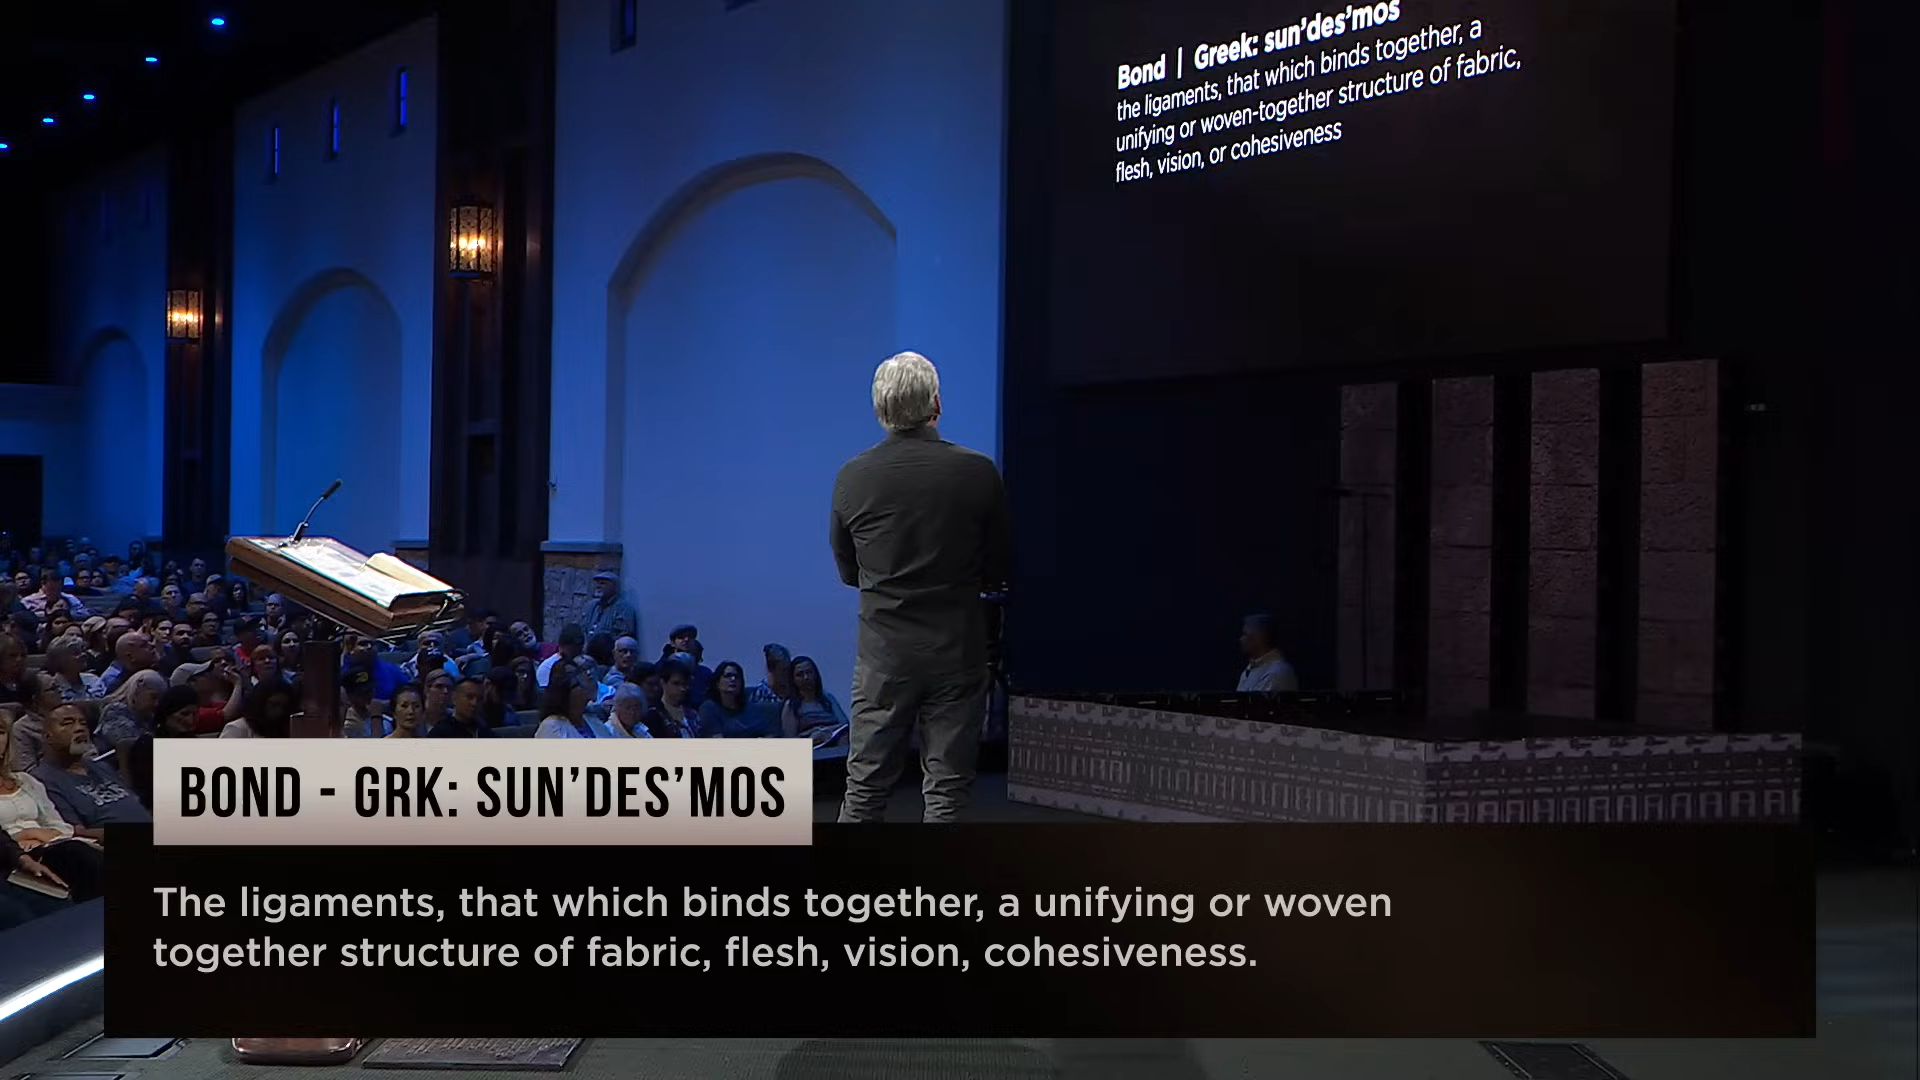 Bond | Greek: sun’des’mos
the ligaments, that which binds together, a
unifying or woven-together structure of fabric,
flesh, vision, or cohesiveness
BOND - GRK: SUN’DES’MOS
The ligaments, that which binds together, a unifying or woven
together structure of fabric, flesh, vision, cohesiveness.